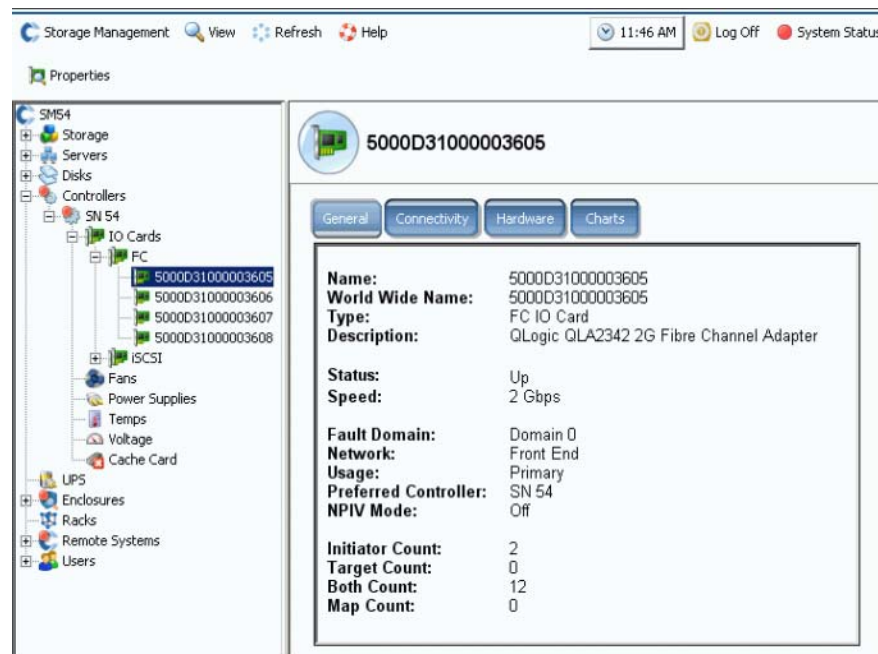 Storage Management View Refresh Help 11:46 AM Log Off System Status
Properties
SM54
Storage
Servers
Disks
Controllers
SN 54
IO Cards
FC
5000D31000003605
5000D31000003606
5000D31000003607
5000D31000003608
iSCSI
Fans
Power Supplies
Temps
Voltage
Cache Card
UPS
Enclosures
Racks
Remote Systems
Users
5000D31000003605
General Connectivity Hardware Charts
Name: 5000D31000003605
World Wide Name: 5000D31000003605
Type: FC IO Card
Description: QLogic QLA2342 2G Fibre Channel Adapter
Status: Up
Speed: 2 Gbps
Fault Domain: Domain 0
Network: Front End
Usage: Primary
Preferred Controller: SN 54
NPIV Mode: Off
Initiator Count: 2
Target Count: 0
Both Count: 12
Map Count: 0